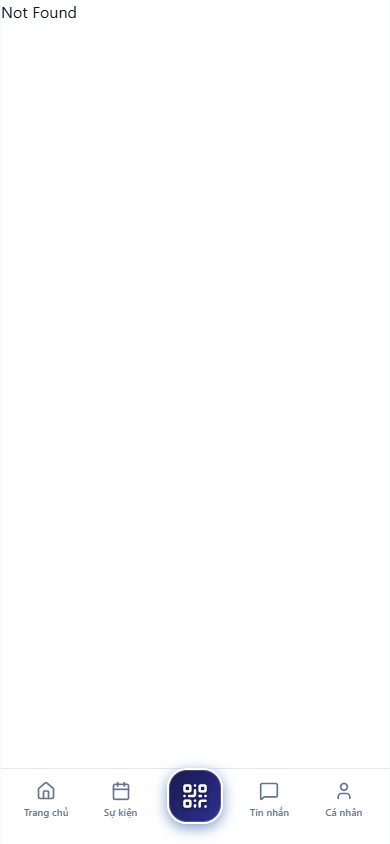 Not Found
Trang chủ
Sự kiện
Tin nhắn
Cá nhân